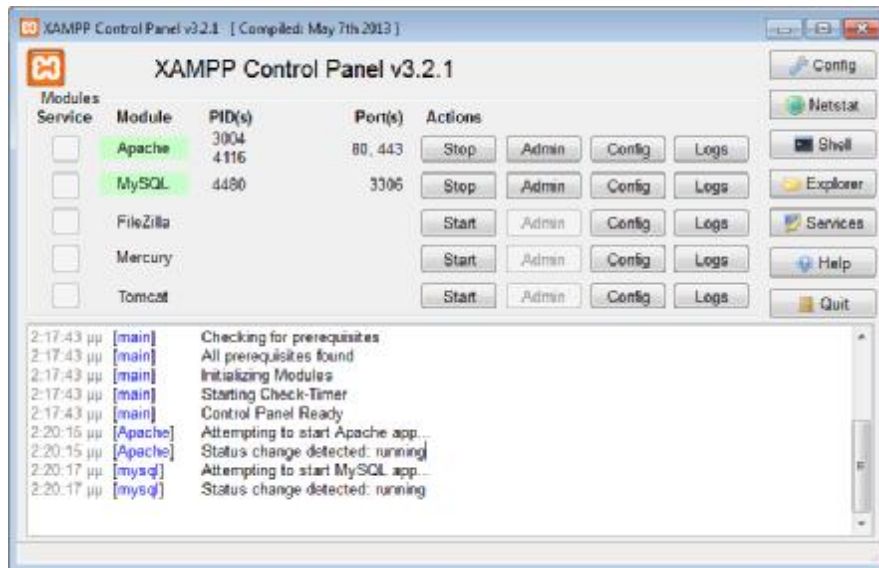 XAMPP Control Panel v3.2.1 [ Compiled: May 7th 2013 ]
XAMPP Control Panel v3.2.1
Config
Modules
Service Module PID(s) Port(s) Actions
Netstat
Apache 3004 4116 80, 443 Stop Admin Config Logs
Shell
MySQL 4480 3306 Stop Admin Config Logs
Explorer
FileZilla Start Admin Config Logs
Services
Mercury Start Admin Config Logs
Help
Tomcat Start Admin Config Logs
Quit
2:17:43 μμ [main] Checking for prerequisites
2:17:43 μμ [main] All prerequisites found
2:17:43 μμ [main] Initializing Modules
2:17:43 μμ [main] Starting Check-Timer
2:17:43 μμ [main] Control Panel Ready
2:20:15 μμ [Apache] Attempting to start Apache app...
2:20:15 μμ [Apache] Status change detected: running
2:20:17 μμ [mysql] Attempting to start MySQL app...
2:20:17 μμ [mysql] Status change detected: running